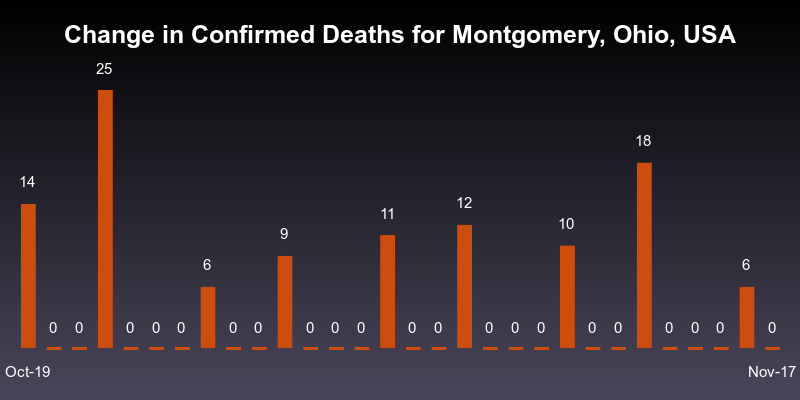 Change in Confirmed Deaths for Montgomery, Ohio, USA
14 0 0 25 0 0 0 6 0 0 9 0 0 0 11 0 0 12 0 0 0 10 0 0 18 0 0 0 6 0
Oct-19 Nov-17